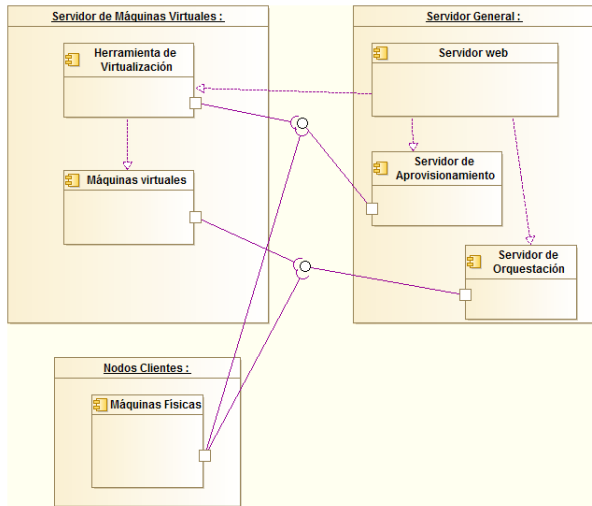 Servidor de Máquinas Virtuales :
Herramienta de
Virtualización
Máquinas virtuales
Servidor General :
Servidor web
Servidor de
Aprovisionamiento
Servidor de
Orquestación
Nodos Clientes :
Máquinas Físicas